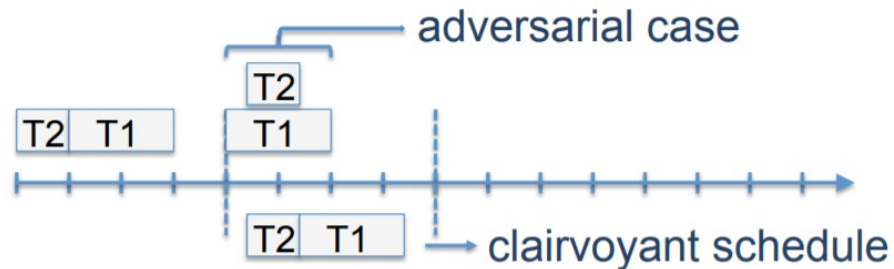 adversarial case
T2
T2 T1 T1
T2 T1
clairvoyant schedule